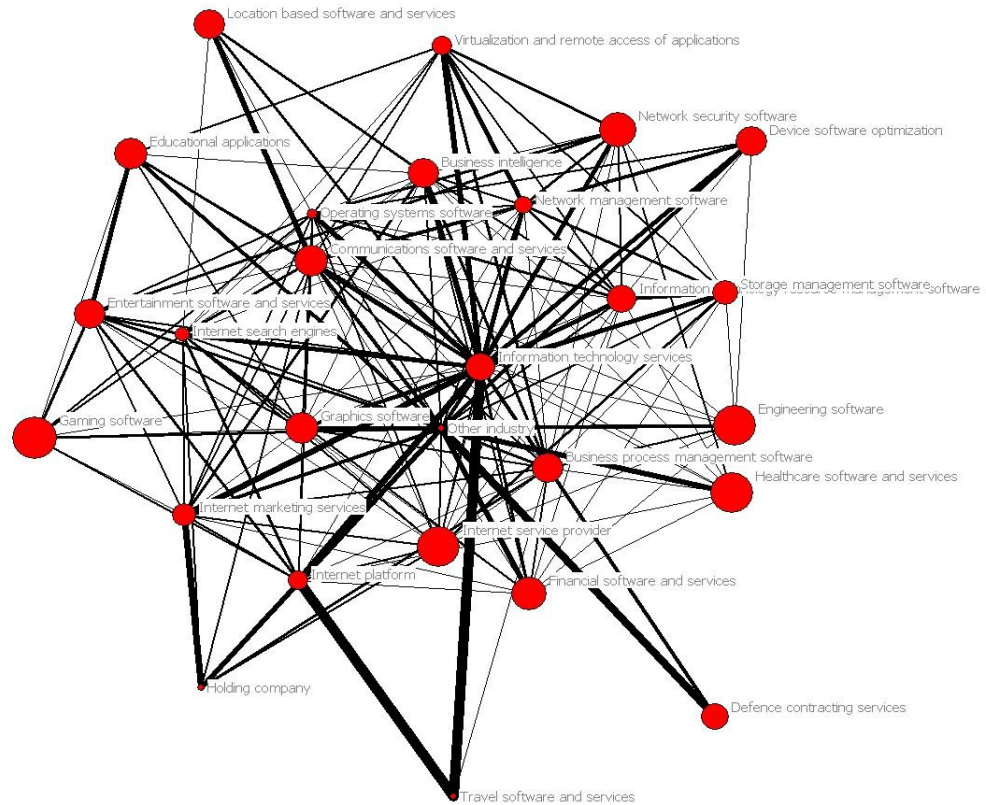 Location based software and services
Virtualization and remote access of applications
Network security software
Device software optimization
Educational applications
Business intelligence
Network management software
Operating systems software
Communications software and services
Storage management software
Information
software
Entertainment software and services
Internet search engines
Information technology services
Gaming software
Graphics software
Other industry
Engineering software
Business process management software
Healthcare software and services
Internet marketing services
Internet service provider
Internet platform
Financial software and services
Holding company
Defence contracting services
Travel software and services